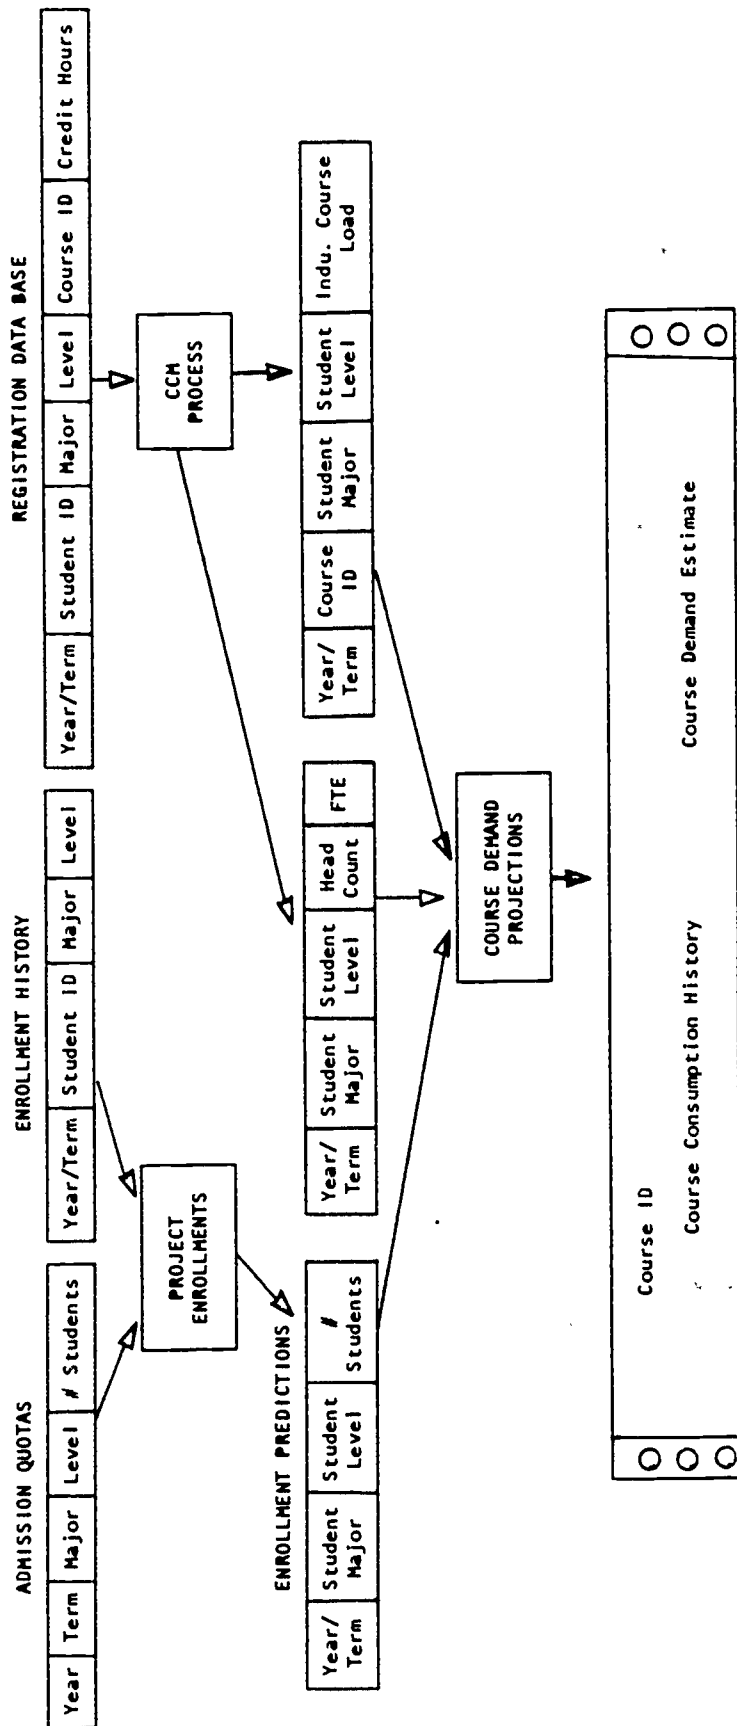 ADMISSION QUOTAS
Year Term Major Level # Students
ENROLLMENT HISTORY
Year/Term Student ID Major Level
REGISTRATION DATA BASE
Year/Term Student ID Major Level Course ID Credit Hours
PROJECT
ENROLLMENTS
CCM
PROCESS
ENROLLMENT PREDICTIONS
Year/ Student Student #
Term Major Level Students
Year/ Student Student Head FTE
Term Major Level Count
Year/ Course Student Student Indu. Course
Term ID Major Level Load
COURSE DEMAND
PROJECTIONS
Course ID
Course Consumption History Course Demand Estimate